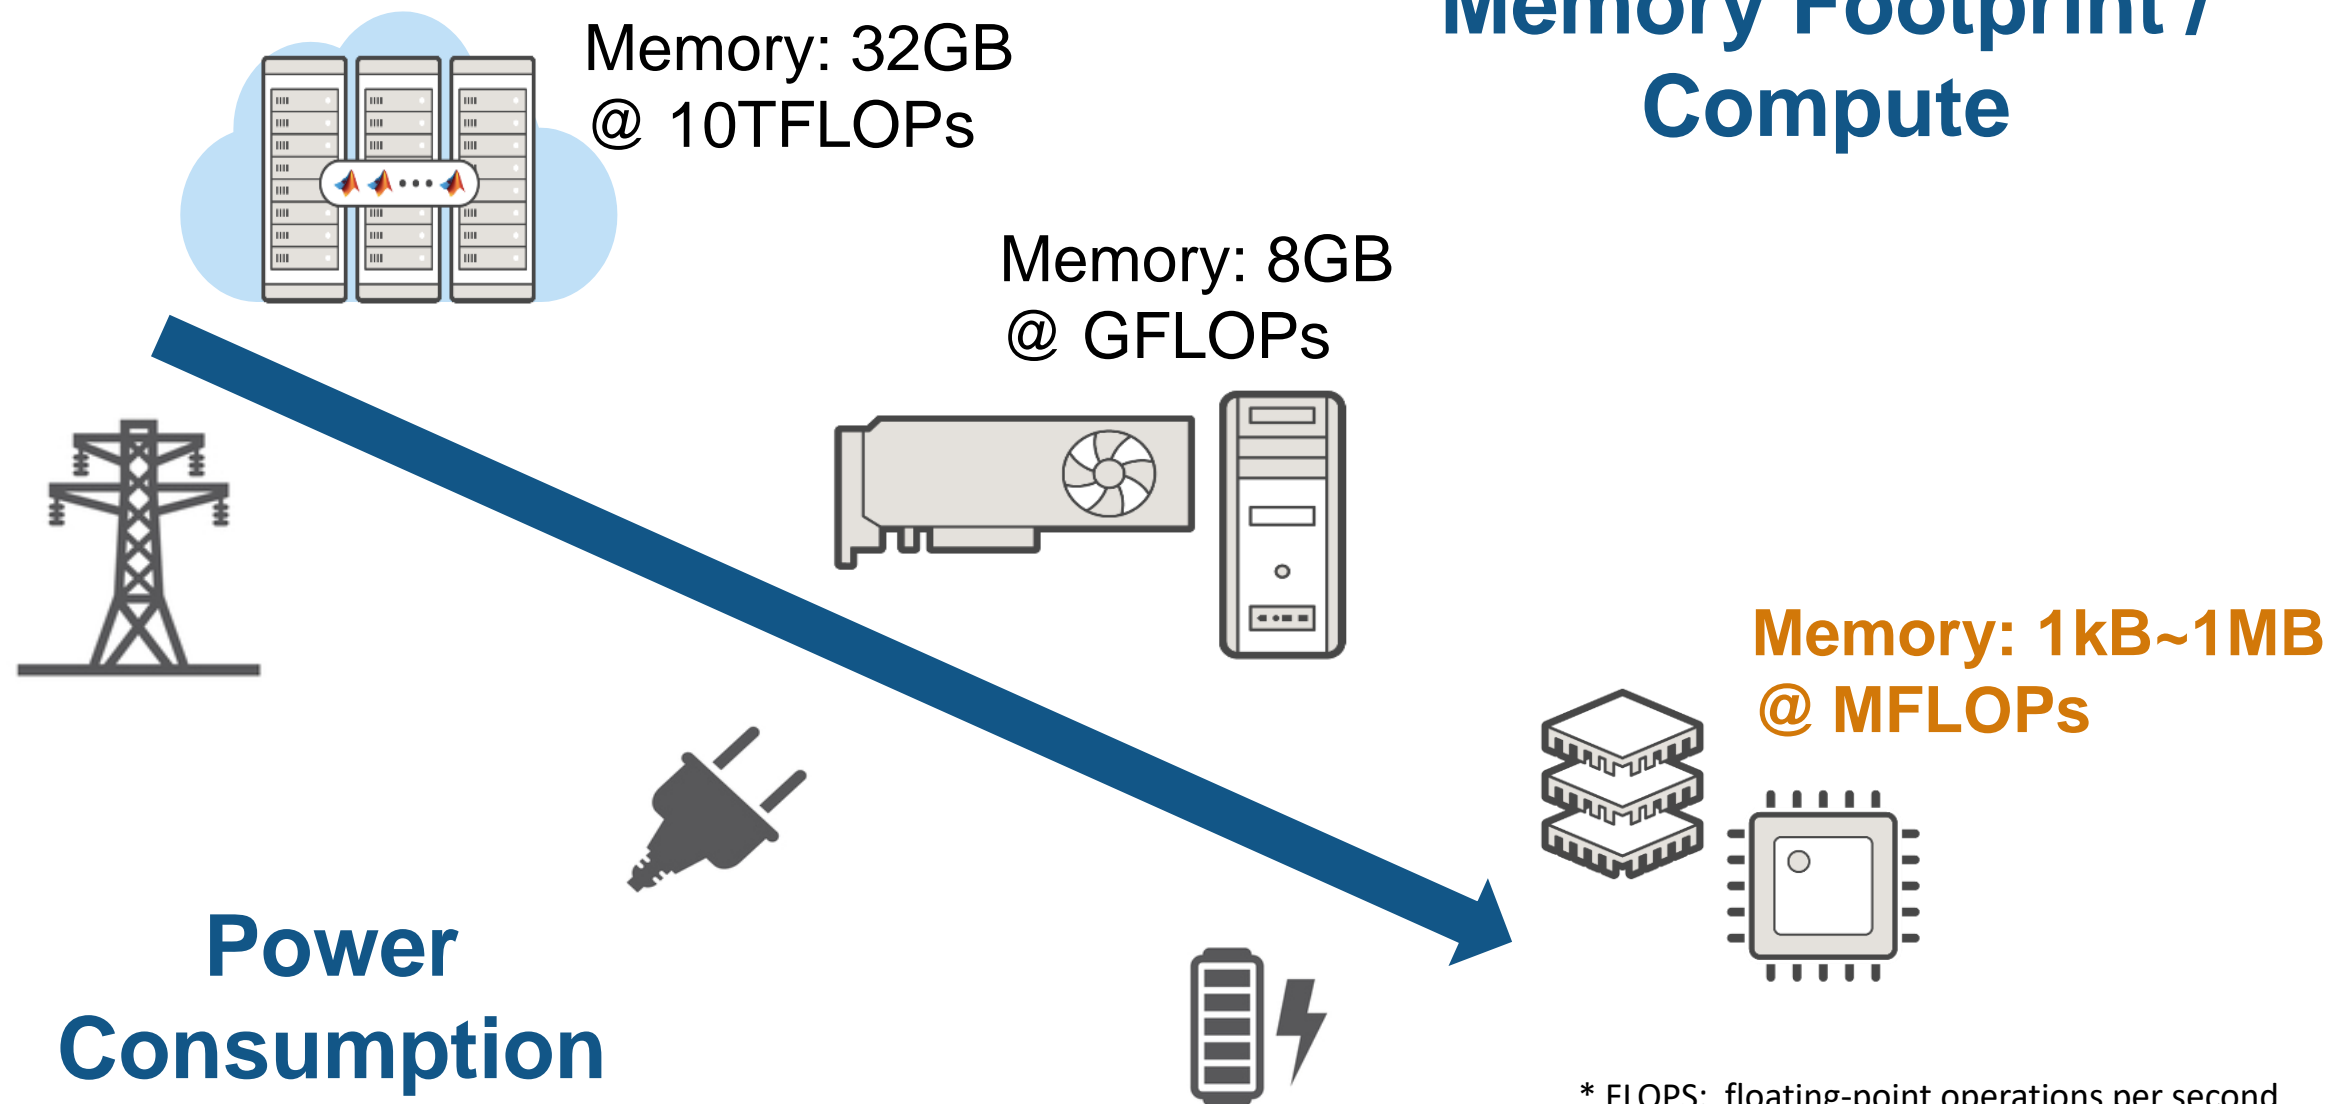 Memory Footprint /
Compute
Memory: 32GB
@ 10TFLOPs
Memory: 8GB
@ GFLOPs
Memory: 1kB~1MB
@ MFLOPs
Power
Consumption
* FLOPS: floating-point operations per second